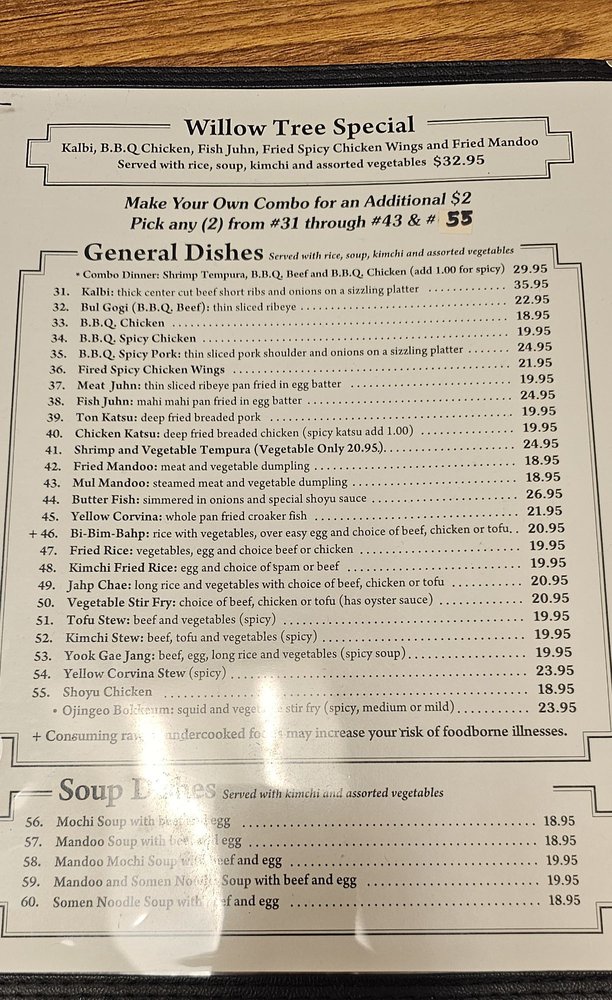 Willow Tree Special
Kalbi, B.B.Q Chicken, Fish Juhn, Fried Spicy Chicken Wings and Fried Mandoo
Served with rice, soup, kimchi and assorted vegetables $32.95
Make Your Own Combo for an Additional $2
Pick any (2) from #31 through #43 & # 55
General Dishes Served with rice, soup, kimchi and assorted vegetables
* Combo Dinner: Shrimp Tempura, B.B.Q. Beef and B.B.Q. Chicken (add 1.00 for spicy) 29.95
31. Kalbi: thick center cut beef short ribs and onions on a sizzling platter 35.95
32. Bul Gogi (B.B.Q. Beef): thin sliced ribeye 22.95
33. B.B.Q. Chicken 18.95
34. B.B.Q. Spicy Chicken 19.95
35. B.B.Q. Spicy Pork: thin sliced pork shoulder and onions on a sizzling platter 24.95
36. Fired Spicy Chicken Wings 21.95
37. Meat Juhn: thin sliced ribeye pan fried in egg batter 19.95
38. Fish Juhn: mahi mahi pan fried in egg batter 24.95
39. Ton Katsu: deep fried breaded pork 19.95
40. Chicken Katsu: deep fried breaded chicken (spicy katsu add 1.00) 19.95
41. Shrimp and Vegetable Tempura (Vegetable Only 20.95) 24.95
42. Fried Mandoo: meat and vegetable dumpling 18.95
43. Mul Mandoo: steamed meat and vegetable dumpling 18.95
44. Butter Fish: simmered in onions and special shoyu sauce 26.95
45. Yellow Corvina: whole pan fried croaker fish 21.95
+ 46. Bi-Bim-Bahp: rice with vegetables, over easy egg and choice of beef, chicken or tofu. 20.95
47. Fried Rice: vegetables, egg and choice beef or chicken 19.95
48. Kimchi Fried Rice: egg and choice of spam or beef 19.95
49. Jahp Chae: long rice and vegetables with choice of beef, chicken or tofu 20.95
50. Vegetable Stir Fry: choice of beef, chicken or tofu (has oyster sauce) 20.95
51. Tofu Stew: beef and vegetables (spicy) 19.95
52. Kimchi Stew: beef, tofu and vegetables (spicy) 19.95
53. Yook Gae Jang: beef, egg, long rice and vegetables (spicy soup) 19.95
54. Yellow Corvina Stew (spicy) 23.95
55. Shoyu Chicken 18.95
• Ojingeo Bokkeum: squid and vegetable stir fry (spicy, medium or mild) 23.95
+ Consuming raw undercooked foods may increase your risk of foodborne illnesses.
Soup Dishes Served with kimchi and assorted vegetables
56. Mochi Soup with beef and egg 18.95
57. Mandoo Soup with beef and egg 18.95
58. Mandoo Mochi Soup with beef and egg 19.95
59. Mandoo and Somen Noodle Soup with beef and egg 19.95
60. Somen Noodle Soup with beef and egg 18.95